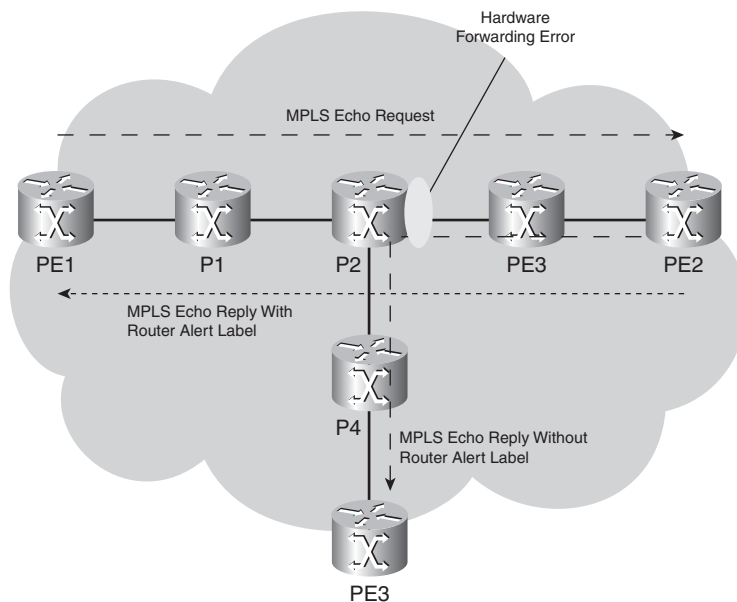 Hardware
Forwarding Error
MPLS Echo Request
PE1
P1
P2
PE3
PE2
MPLS Echo Reply With
Router Alert Label
P4
MPLS Echo Reply Without
Router Alert Label
PE3